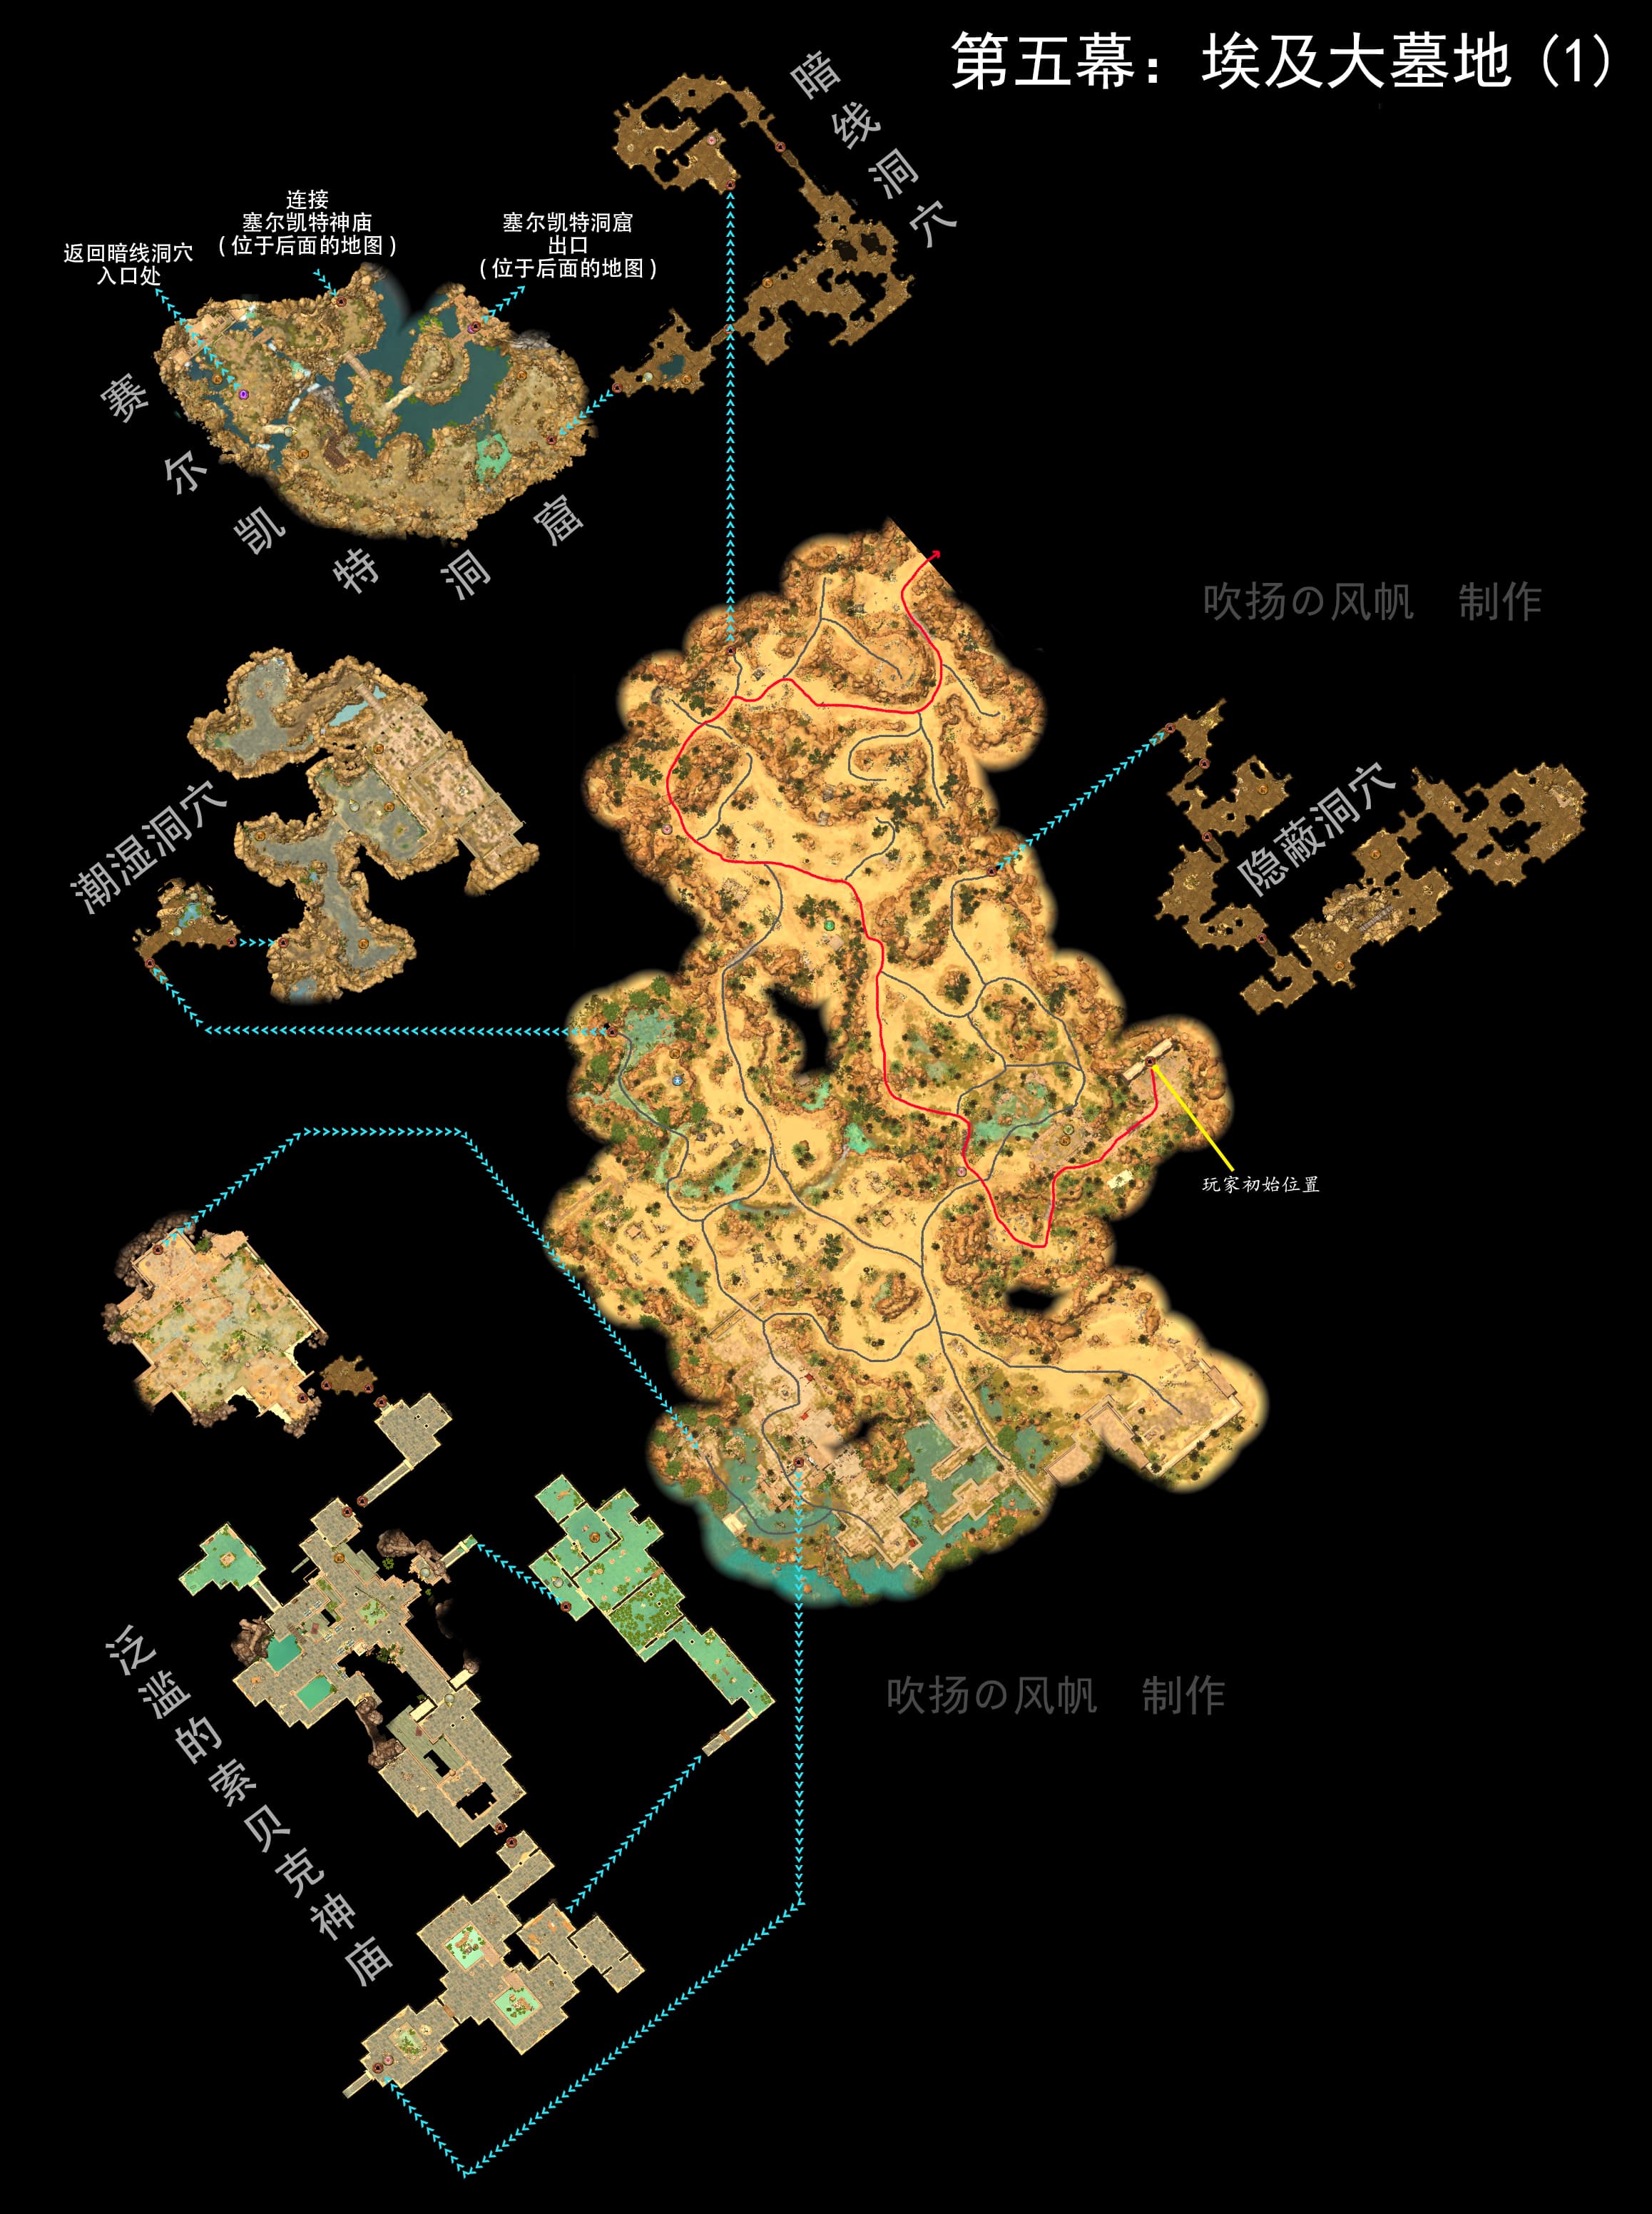 第五幕：埃及大墓地 (1)
暗线洞穴
连接
塞尔凯特神庙
(位于后面的地图)
塞尔凯特洞窟
出口
(位于后面的地图)
返回暗线洞穴
入口处
赛尔凯特洞窟
吹扬の风帆 制作
潮湿洞穴
隐蔽洞穴
玩家初始位置
泛滥的索贝克神庙
吹扬の风帆 制作